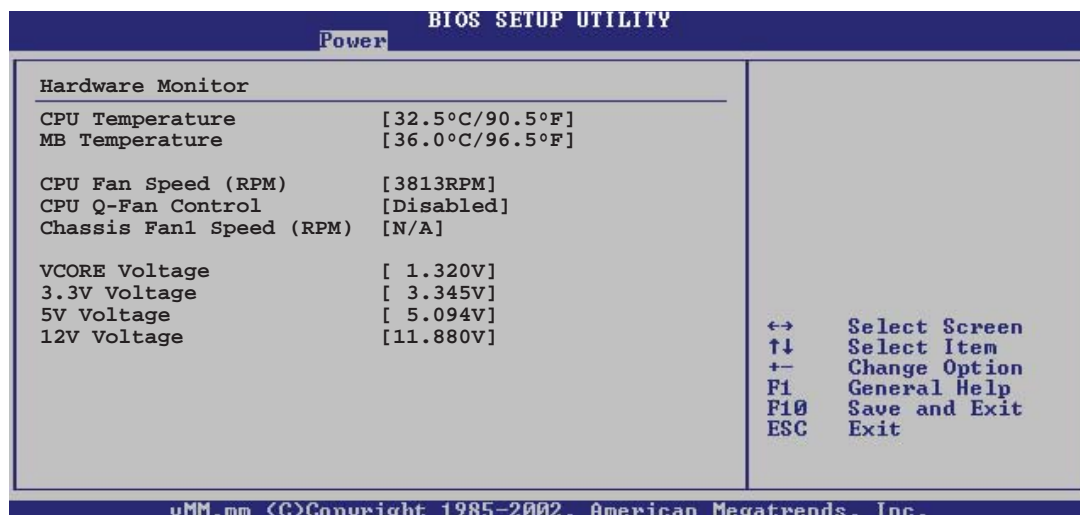 BIOS SETUP UTILITY
Power
Hardware Monitor
CPU Temperature [32.5ºC/90.5ºF]
MB Temperature [36.0ºC/96.5ºF]
CPU Fan Speed (RPM) [3813RPM]
CPU Q-Fan Control [Disabled]
Chassis Fan1 Speed (RPM) [N/A]
VCORE Voltage [ 1.320V]
3.3V Voltage [ 3.345V]
5V Voltage [ 5.094V]
12V Voltage [11.880V]
←→ Select Screen
↑↓ Select Item
+- Change Option
F1 General Help
F10 Save and Exit
ESC Exit
vMM.mm (C)Copyright 1985-2002, American Megatrends, Inc.